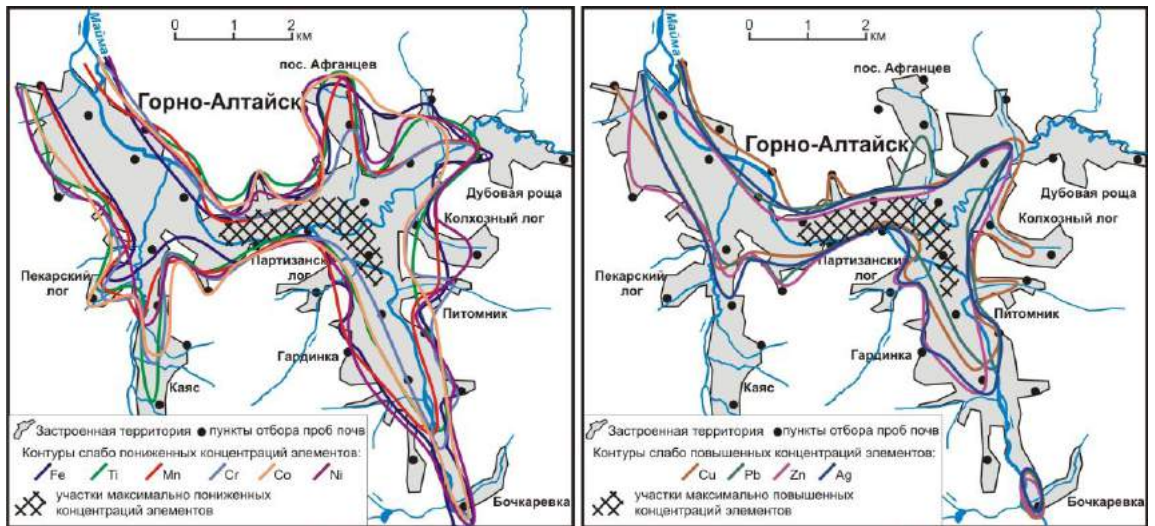 Майма
0 1 2
км
пос. Афганцев
Горно-Алтайск
Дубовая роща
Колхозный лог
Пекарский
лог
Партизанский
лог
Питомник
Гардинка
Каяс
Застроенная территория
пункты отбора проб почв
Контуры слабо пониженных концентраций элементов:
Fe Ti Mn Cr Co Ni
участки максимально пониженных
концентраций элементов
Бочкаревка
Майма
0 1 2
км
пос. Афганцев
Горно-Алтайск
Дубовая роща
Колхозный лог
Пекарский
лог
Партизанский
лог
Питомник
Гардинка
Каяс
Застроенная территория
пункты отбора проб почв
Контуры слабо повышенных концентраций элементов:
Cu Pb Zn Ag
участки максимально повышенных
концентраций элементов
Бочкаревка